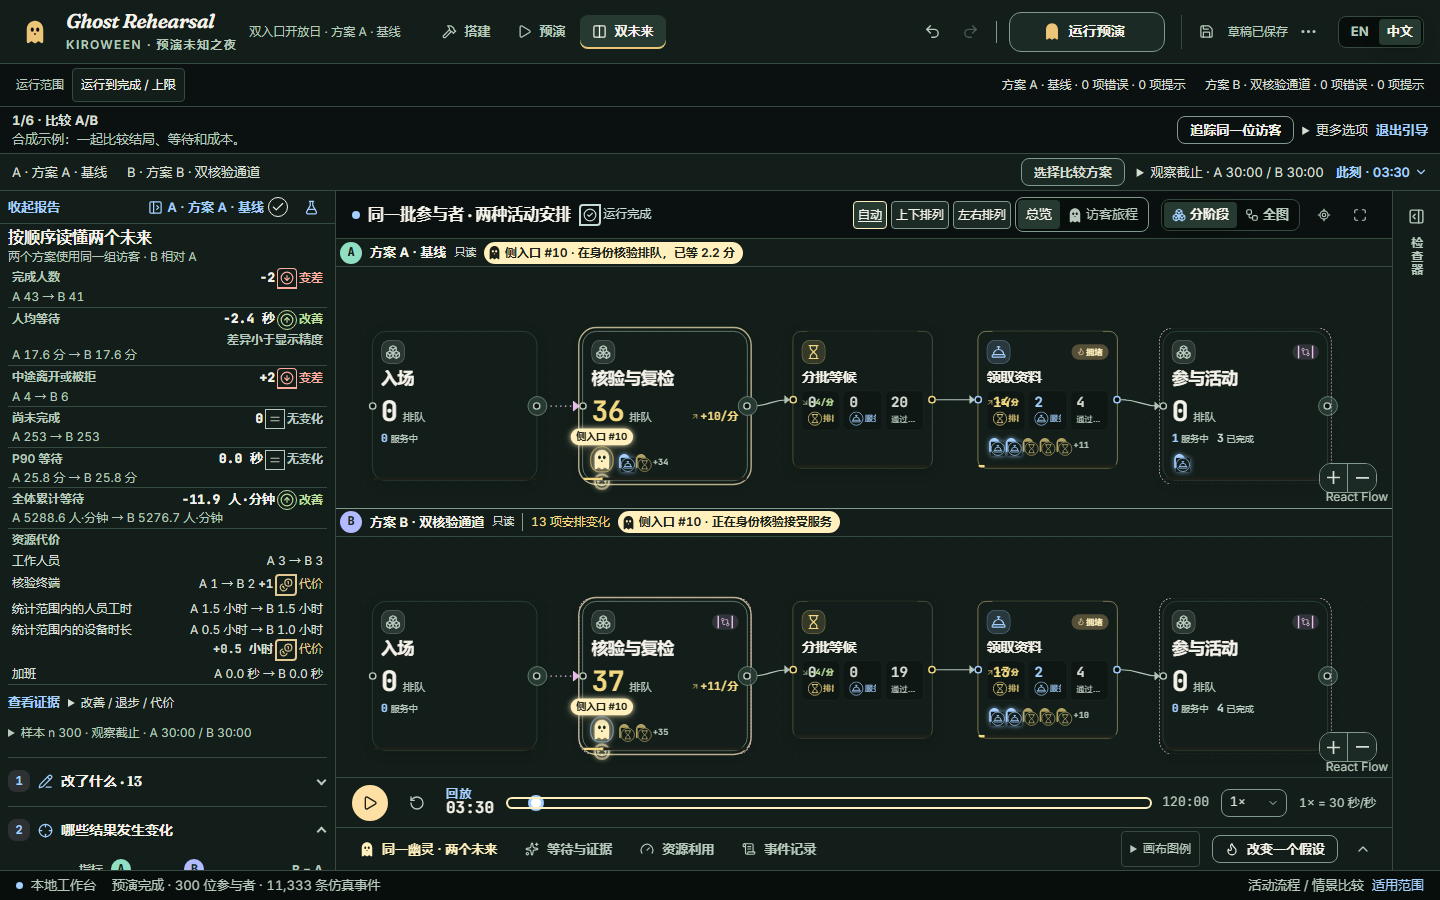 Ghost Rehearsal
KIROWEEN · 预演未知之夜
双入口开放日 · 方案 A · 基线
搭建
预演
双未来
运行预演
草稿已保存
EN
中文
运行范围
运行到完成 / 上限
方案 A · 基线 · 0 项错误 · 0 项提示
方案 B · 双核验通道 · 0 项错误 · 0 项提示
1/6 · 比较 A/B
合成示例：一起比较结局、等待和成本。
追踪同一位访客
更多选项
退出引导
A · 方案 A · 基线
B · 方案 B · 双核验通道
选择比较方案
观察截止 · A 30:00 / B 30:00
此刻 · 03:30
收起报告
A · 方案 A · 基线
按顺序读懂两个未来
两个方案使用同一组访客 · B 相对 A
完成人数
-2 变差
A 43 → B 41
人均等待
-2.4 秒 改善
差异小于显示精度
A 17.6 分 → B 17.6 分
中途离开或被拒
+2 变差
A 4 → B 6
尚未完成
0 无变化
A 253 → B 253
P90 等待
0.0 秒 无变化
A 25.8 分 → B 25.8 分
全体累计等待
-11.9 人·分钟 改善
A 5288.6 人·分钟 → B 5276.7 人·分钟
资源代价
工作人员
A 3 → B 3
核验终端
A 1 → B 2 +1 代价
统计范围内的人员工时
A 1.5 小时 → B 1.5 小时
统计范围内的设备时长
A 0.5 小时 → B 1.0 小时
+0.5 小时 代价
加班
A 0.0 秒 → B 0.0 秒
查看证据
改善 / 退步 / 代价
样本 n 300 · 观察截止 · A 30:00 / B 30:00
1 改了什么 · 13
2 哪些结果发生变化
指标 A B B − A
同一批参与者 · 两种活动安排
运行完成
自动
上下排列
左右排列
总览
访客旅程
分阶段
全图
检查器
A 方案 A · 基线 只读
侧入口 #10 · 在身份核验排队，已等 2.2 分
入场
0 排队
0 服务中
核验与复检
36 排队
+10/分
侧入口 #10
+34
分批等候
0
20
通过…
领取资料
拥堵
2
4
通过…
+11
参与活动
0 排队
1 服务中 3 已完成
React Flow
B 方案 B · 双核验通道 只读
13 项安排变化
侧入口 #10 · 正在身份核验接受服务
入场
0 排队
0 服务中
核验与复检
37 排队
+11/分
侧入口 #10
+35
分批等候
0
19
通过…
领取资料
拥堵
2
4
通过…
+10
参与活动
0 排队
0 服务中 4 已完成
React Flow
回放
03:30
120:00
1×
1× = 30 秒/秒
同一幽灵 · 两个未来
等待与证据
资源利用
事件记录
画布图例
改变一个假设
本地工作台
预演完成 · 300 位参与者 · 11,333 条仿真事件
活动流程 / 情景比较
适用范围